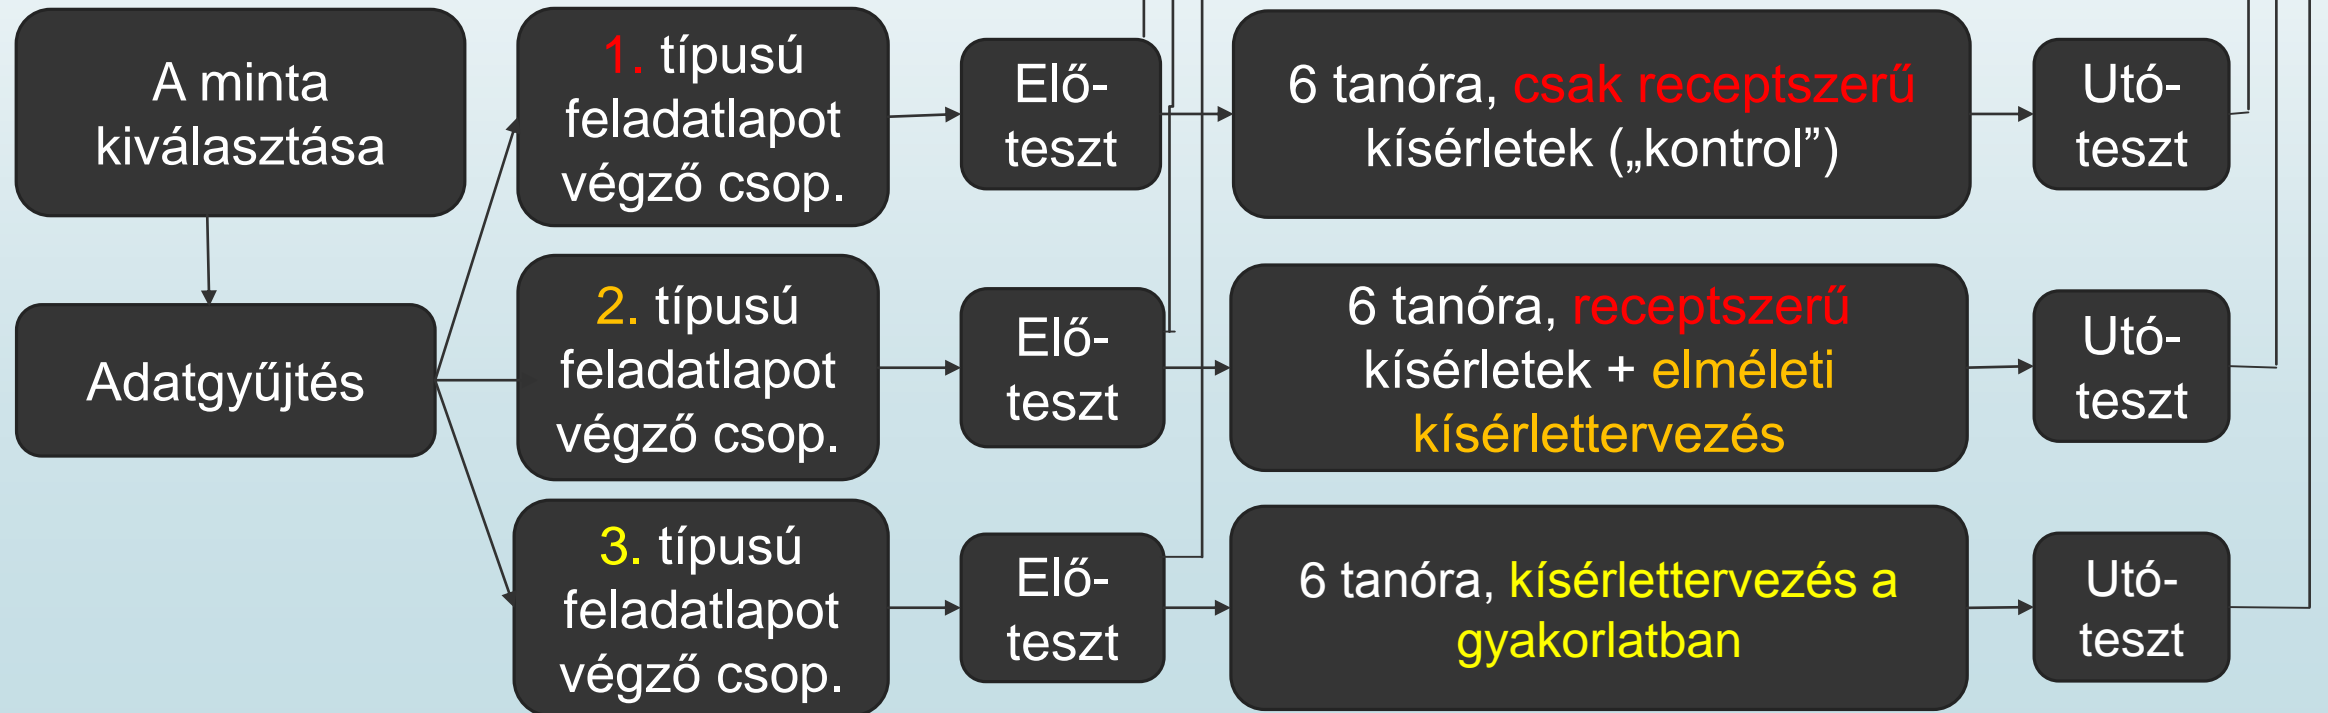 A minta
kiválasztása
Adatgyűjtés
1. típusú
feladatlapot
végző csop.
Elő-
teszt
6 tanóra, csak receptszerű
kísérletek („kontrol”)
Utó-
teszt
2. típusú
feladatlapot
végző csop.
Elő-
teszt
6 tanóra, receptszerű
kísérletek + elméleti
kísérlettervezés
Utó-
teszt
3. típusú
feladatlapot
végző csop.
Elő-
teszt
6 tanóra, kísérlettervezés a
gyakorlatban
Utó-
teszt